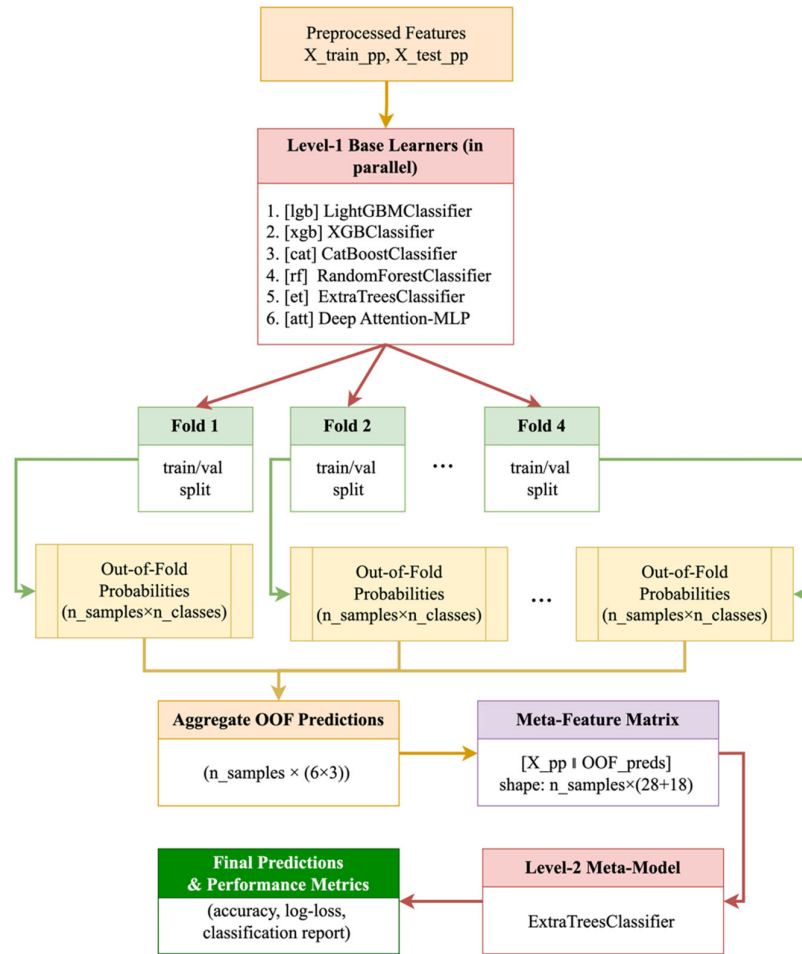 Preprocessed Features
X_train_pp, X_test_pp
Level-1 Base Learners (in
parallel)
1. [lgb] LightGBMClassifier
2. [xgb] XGBClassifier
3. [cat] CatBoostClassifier
4. [rf] RandomForestClassifier
5. [et] ExtraTreesClassifier
6. [att] Deep Attention-MLP
Fold 1
train/val
split
Fold 2
train/val
split
...
Fold 4
train/val
split
Out-of-Fold
Probabilities
(n_samples×n_classes)
Out-of-Fold
Probabilities
(n_samples×n_classes)
...
Out-of-Fold
Probabilities
(n_samples×n_classes)
Aggregate OOF Predictions
(n_samples × (6×3))
Meta-Feature Matrix
[X_pp ‖ OOF_preds]
shape: n_samples×(28+18)
Final Predictions
& Performance Metrics
(accuracy, log-loss,
classification report)
Level-2 Meta-Model
ExtraTreesClassifier